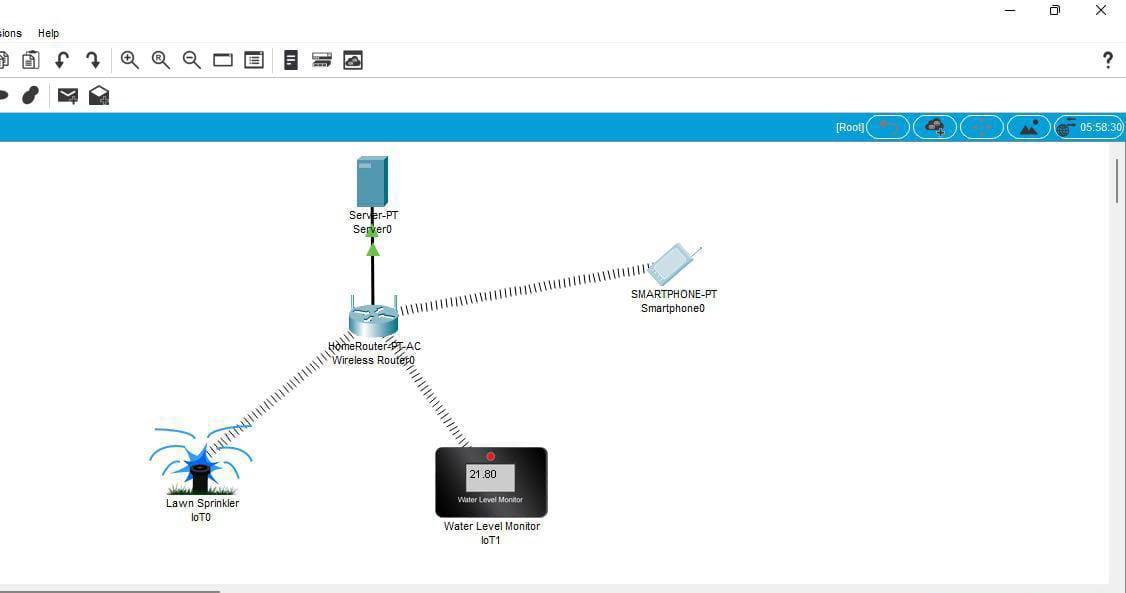 sions Help
R
?
[Root]
05:58:30
Server-PT
Server0
SMARTPHONE-PT
Smartphone0
HomeRouter-PT-AC
Wireless Router0
21.80
Water Level Monitor
Lawn Sprinkler
IoT0
Water Level Monitor
IoT1